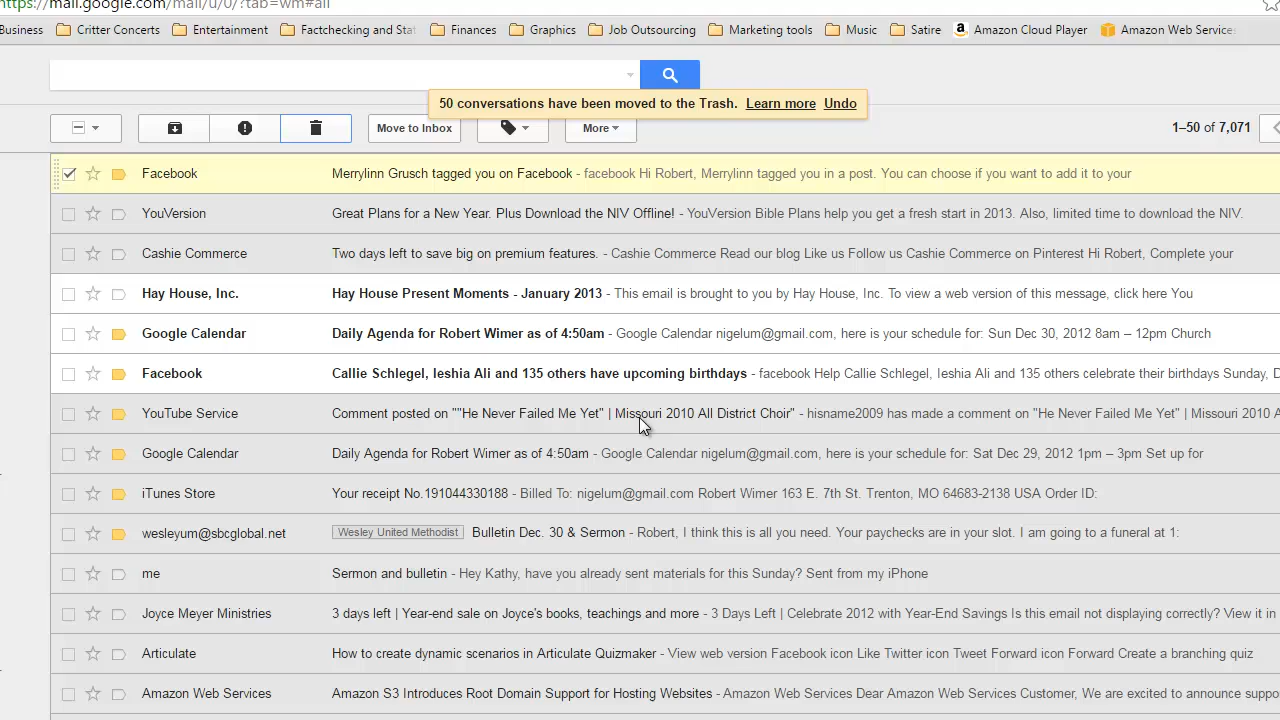 https://mail.google.com/mail/u/0/?tab=wm#all
Business Critter Concerts Entertainment Factchecking and Stat Finances Graphics Job Outsourcing Marketing tools Music Satire Amazon Cloud Player Amazon Web Services
50 conversations have been moved to the Trash. Learn more Undo
Move to Inbox More 1–50 of 7,071
Facebook Merrylinn Grusch tagged you on Facebook - facebook Hi Robert, Merrylinn tagged you in a post. You can choose if you want to add it to your
YouVersion Great Plans for a New Year. Plus Download the NIV Offline! - YouVersion Bible Plans help you get a fresh start in 2013. Also, limited time to download the NIV.
Cashie Commerce Two days left to save big on premium features. - Cashie Commerce Read our blog Like us Follow us Cashie Commerce on Pinterest Hi Robert, Complete your
Hay House, Inc. Hay House Present Moments - January 2013 - This email is brought to you by Hay House, Inc. To view a web version of this message, click here You
Google Calendar Daily Agenda for Robert Wimer as of 4:50am - Google Calendar nigelum@gmail.com, here is your schedule for: Sun Dec 30, 2012 8am – 12pm Church
Facebook Callie Schlegel, Ieshia Ali and 135 others have upcoming birthdays - facebook Help Callie Schlegel, Ieshia Ali and 135 others celebrate their birthdays Sunday, D
YouTube Service Comment posted on ""He Never Failed Me Yet" | Missouri 2010 All District Choir" - hisname2009 has made a comment on "He Never Failed Me Yet" | Missouri 2010 A
Google Calendar Daily Agenda for Robert Wimer as of 4:50am - Google Calendar nigelum@gmail.com, here is your schedule for: Sat Dec 29, 2012 1pm – 3pm Set up for
iTunes Store Your receipt No.191044330188 - Billed To: nigelum@gmail.com Robert Wimer 163 E. 7th St. Trenton, MO 64683-2138 USA Order ID:
wesleyum@sbcglobal.net Wesley United Methodist Bulletin Dec. 30 & Sermon - Robert, I think this is all you need. Your paychecks are in your slot. I am going to a funeral at 1:
me Sermon and bulletin - Hey Kathy, have you already sent materials for this Sunday? Sent from my iPhone
Joyce Meyer Ministries 3 days left | Year-end sale on Joyce's books, teachings and more - 3 Days Left | Celebrate 2012 with Year-End Savings Is this email not displaying correctly? View it in
Articulate How to create dynamic scenarios in Articulate Quizmaker - View web version Facebook icon Like Twitter icon Tweet Forward icon Forward Create a branching quiz
Amazon Web Services Amazon S3 Introduces Root Domain Support for Hosting Websites - Amazon Web Services Dear Amazon Web Services Customer, We are excited to announce suppo